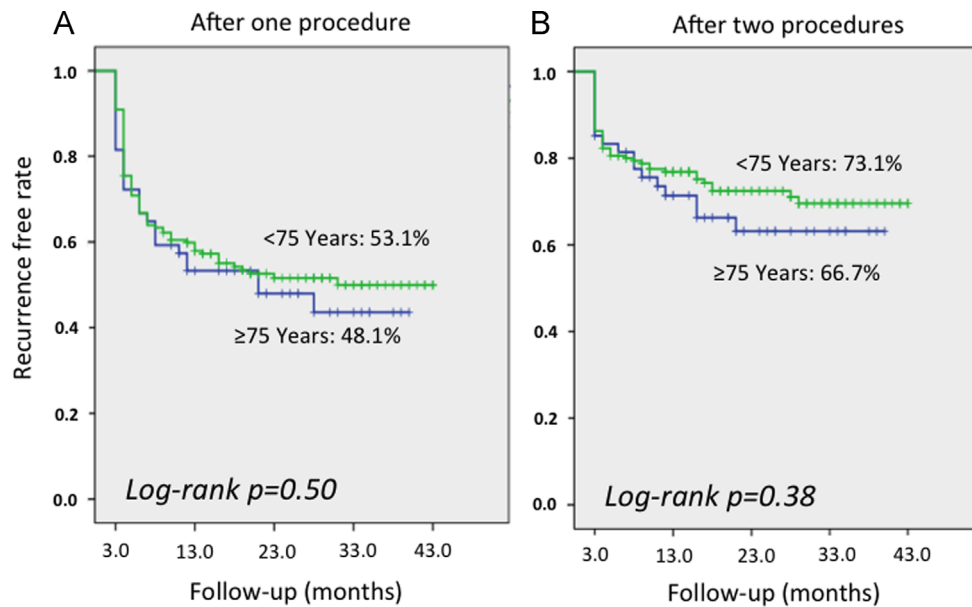 A
After one procedure
1.0
0.8
0.6
0.4
0.2
0.0
Recurrence free rate
<75 Years: 53.1%
≥75 Years: 48.1%
Log-rank p=0.50
3.0 13.0 23.0 33.0 43.0
Follow-up (months)
B
After two procedures
1.0
0.8
0.6
0.4
0.2
0.0
<75 Years: 73.1%
≥75 Years: 66.7%
Log-rank p=0.38
3.0 13.0 23.0 33.0 43.0
Follow-up (months)